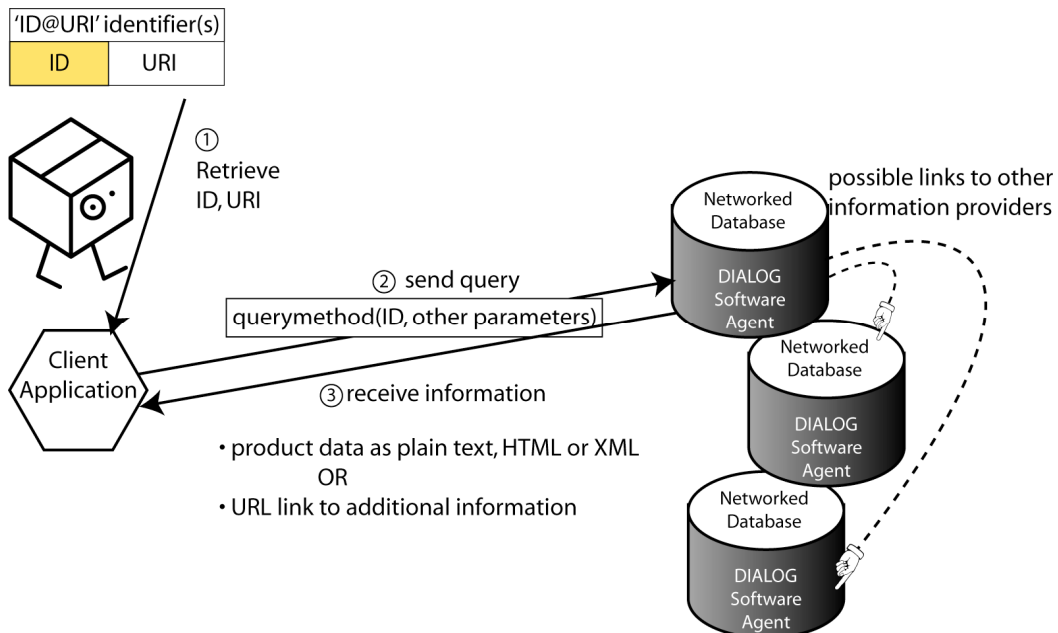 'ID@URI' identifier(s)
ID
URI
①
Retrieve
ID, URI
possible links to other
information providers
Networked
Database
DIALOG
Software
Agent
② send query
querymethod(ID, other parameters)
Client
Application
Networked
Database
DIALOG
Software
Agent
③ receive information
• product data as plain text, HTML or XML
OR
• URL link to additional information
Networked
Database
DIALOG
Software
Agent